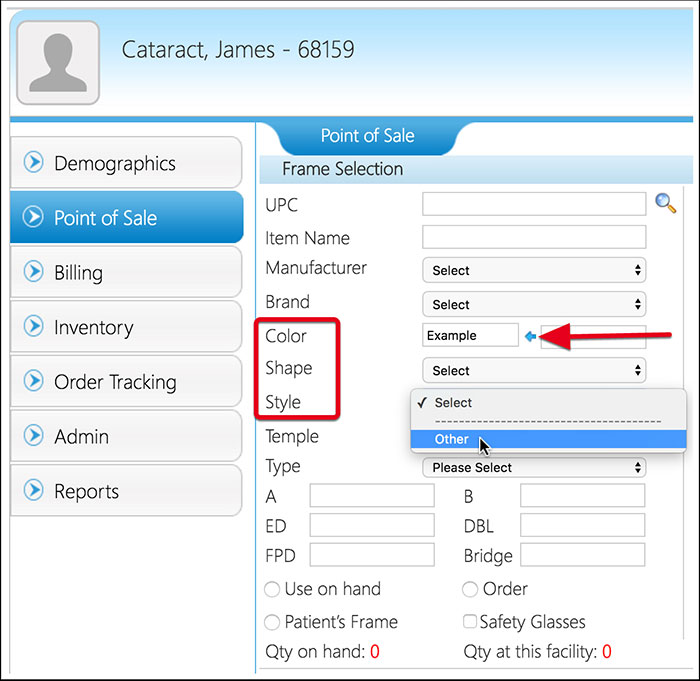 Cataract, James - 68159
Demographics
Point of Sale
Billing
Inventory
Order Tracking
Admin
Reports
Point of Sale
Frame Selection
UPC
Item Name
Manufacturer Select
Brand Select
Color Example
Shape Select
Style
✓ Select
Other
Temple
Type Please Select
A B
ED DBL
FPD Bridge
Use on hand Order
Patient's Frame Safety Glasses
Qty on hand: 0 Qty at this facility: 0